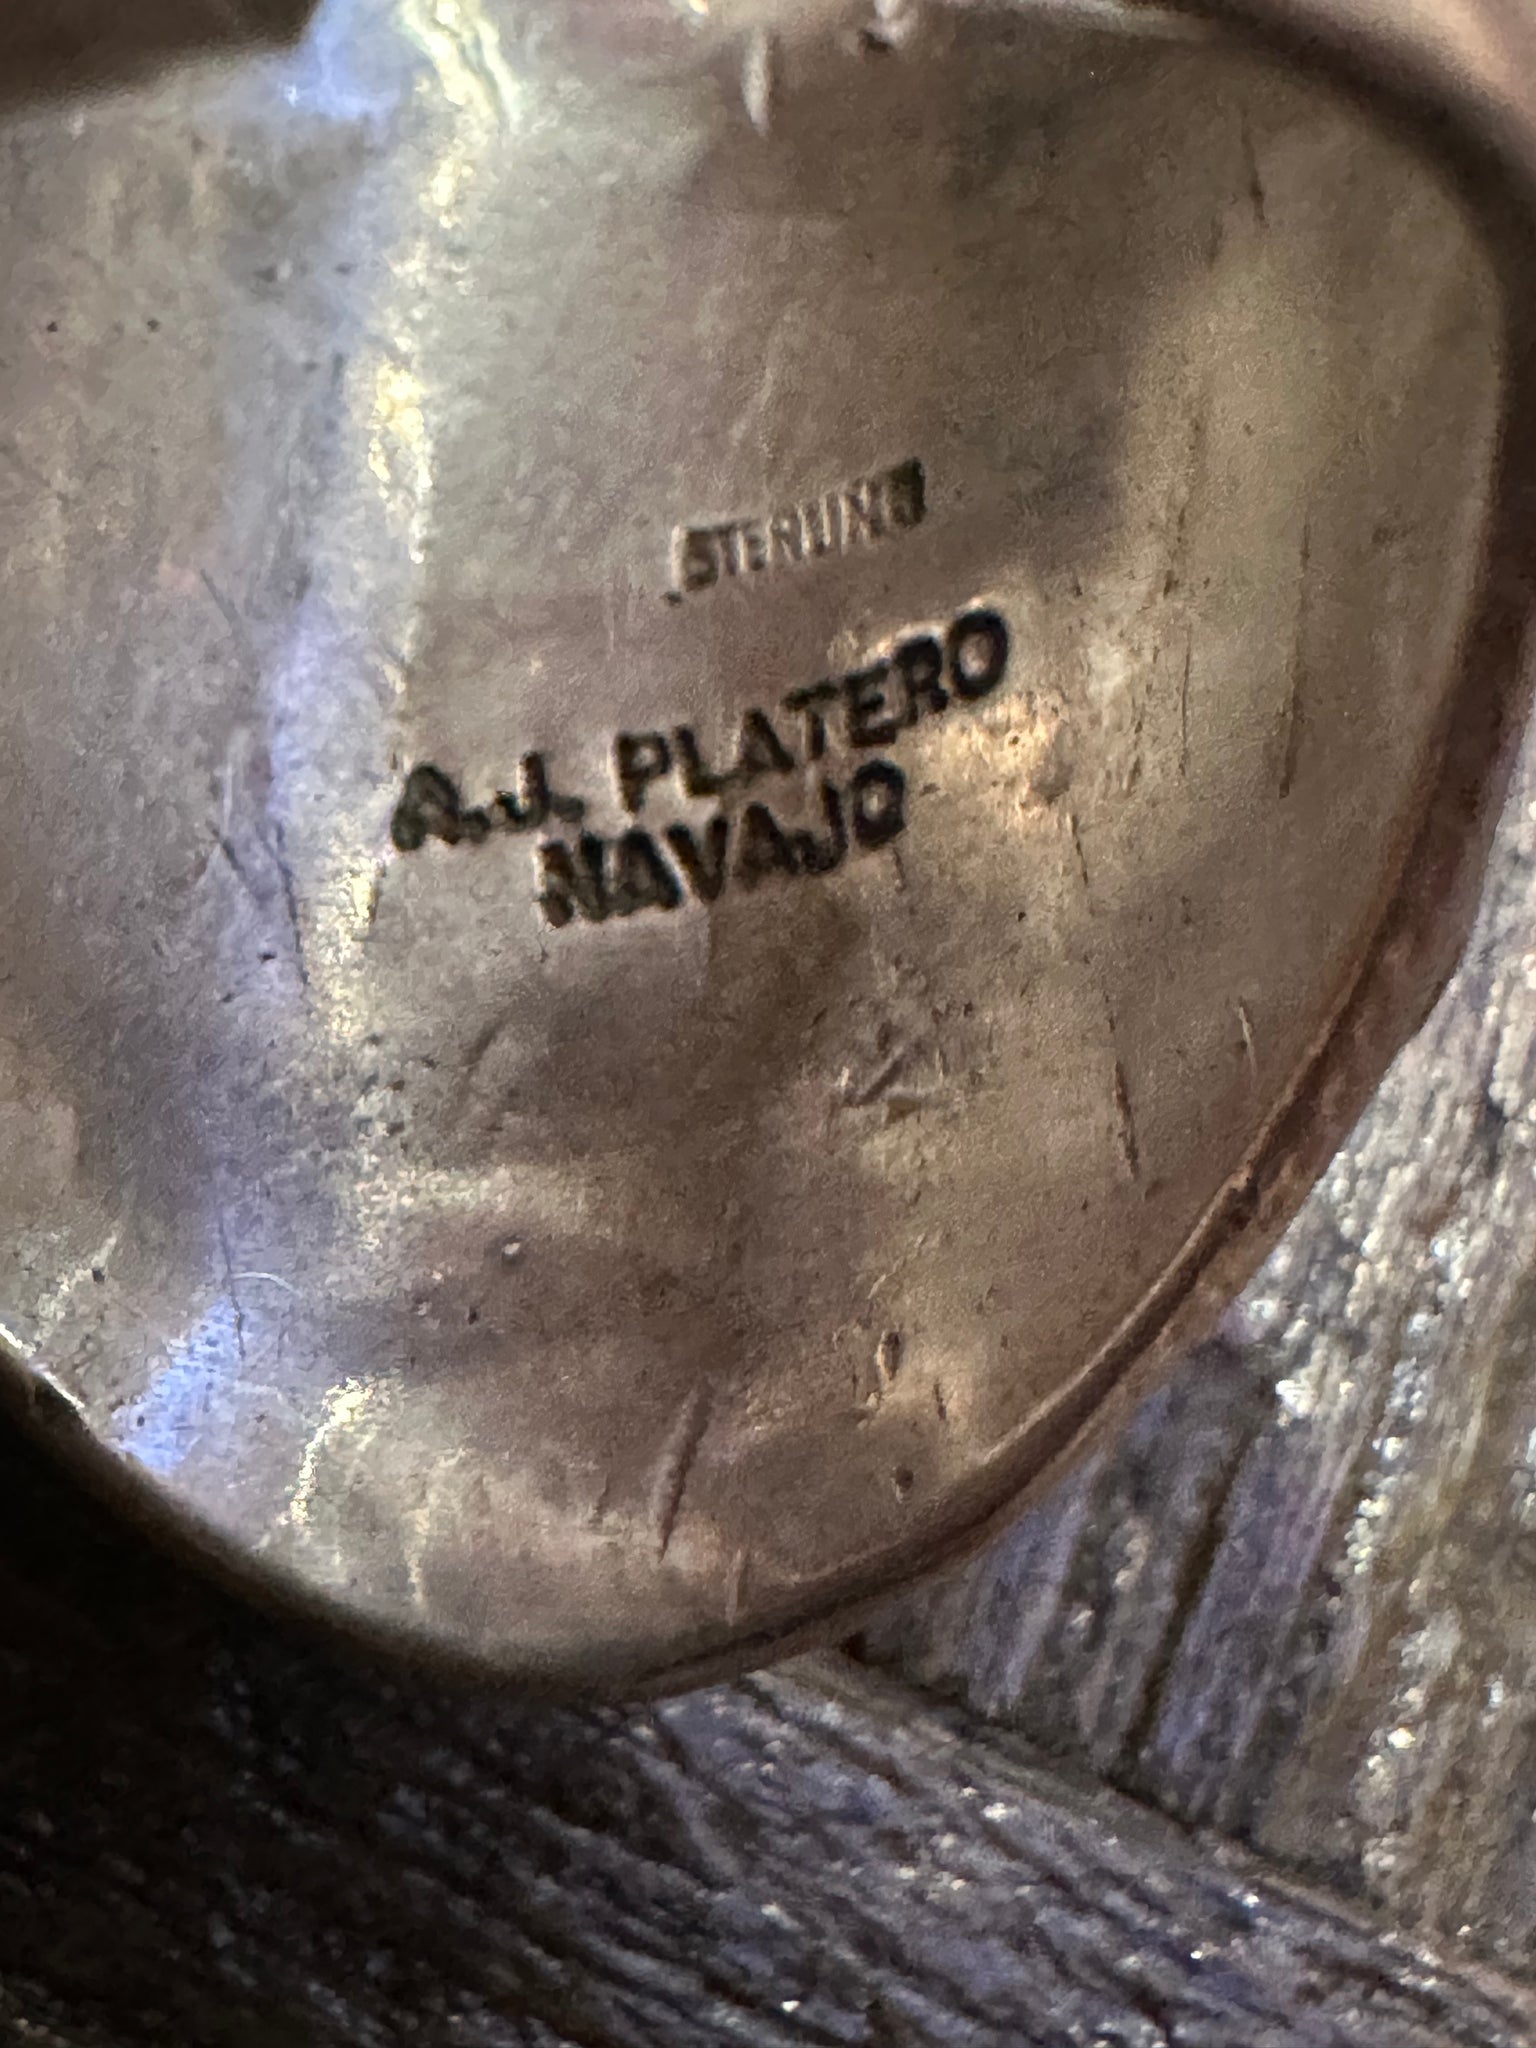 STERLING
A.J. PLATERO
NAVAJO